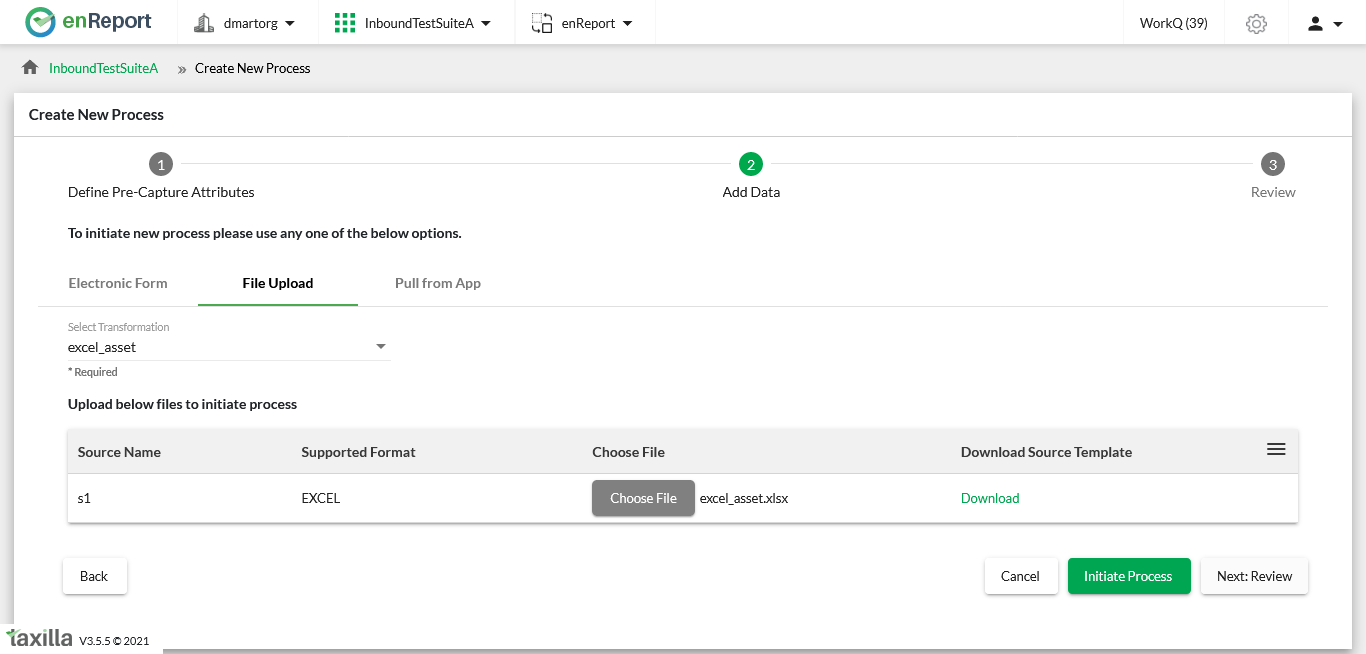 enReport dmartorg InboundTestSuiteA enReport WorkQ (39)
InboundTestSuiteA » Create New Process
Create New Process
1 2 3
Define Pre-Capture Attributes Add Data Review
To initiate new process please use any one of the below options.
Electronic Form File Upload Pull from App
Select Transformation
excel_asset
* Required
Upload below files to initiate process
Source Name Supported Format Choose File Download Source Template
s1 EXCEL Choose File excel_asset.xlsx Download
Back Cancel Initiate Process Next: Review
taxilla V3.5.5 © 2021